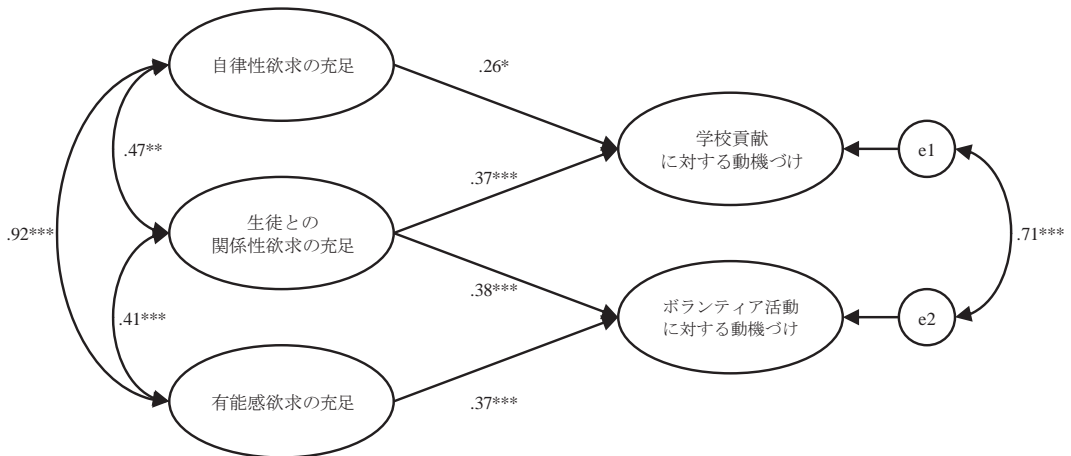 自律性欲求の充足
.26*
学校貢献
に対する動機づけ
e1
.47**
.37***
生徒との
関係性欲求の充足
.92***
.71***
.38***
ボランティア活動
に対する動機づけ
e2
.41***
有能感欲求の充足
.37***